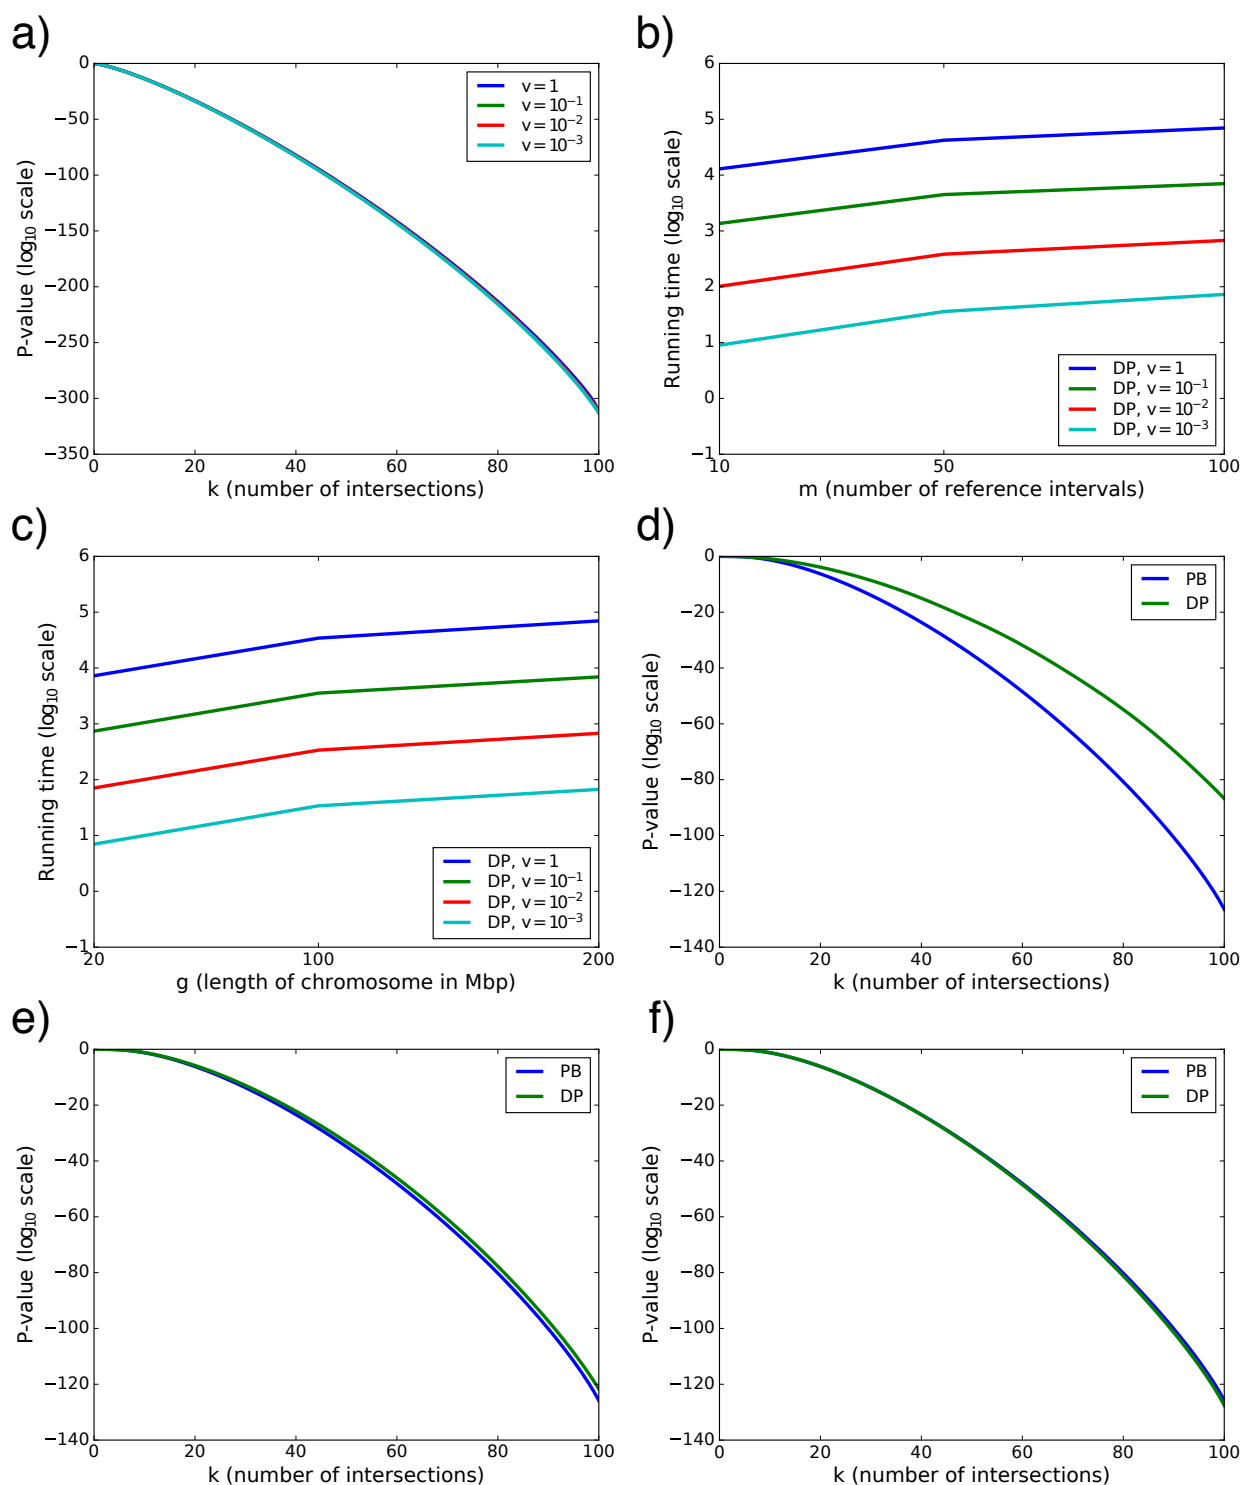 a)
0
−50
−100
−150
−200
−250
−300
−350
P-value (log10 scale)
v=1
v=10−1
v=10−2
v=10−3
0 20 40 60 80 100
k (number of intersections)
b)
6
5
4
3
2
1
0
−1
Running time (log10 scale)
DP, v=1
DP, v=10−1
DP, v=10−2
DP, v=10−3
10 50 100
m (number of reference intervals)
c)
6
5
4
3
2
1
0
−1
Running time (log10 scale)
DP, v=1
DP, v=10−1
DP, v=10−2
DP, v=10−3
20 100 200
g (length of chromosome in Mbp)
d)
0
−20
−40
−60
−80
−100
−120
−140
P-value (log10 scale)
PB
DP
0 20 40 60 80 100
k (number of intersections)
e)
0
−20
−40
−60
−80
−100
−120
−140
P-value (log10 scale)
PB
DP
0 20 40 60 80 100
k (number of intersections)
f)
0
−20
−40
−60
−80
−100
−120
−140
P-value (log10 scale)
PB
DP
0 20 40 60 80 100
k (number of intersections)